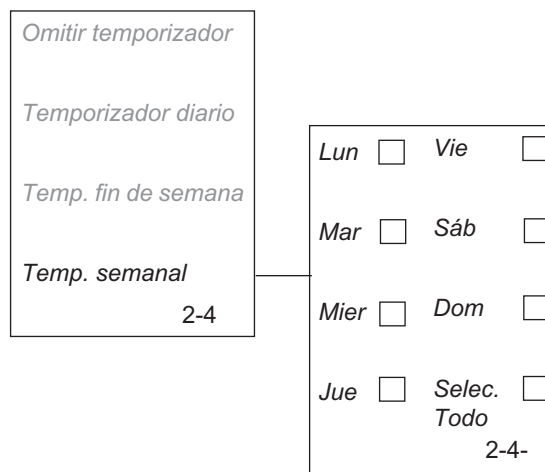 Omitir temporizador
Temporizador diario
Temp. fin de semana
Temp. semanal
2-4
Lun
Vie
Mar
Sáb
Mier
Dom
Jue
Selec.
Todo
2-4-